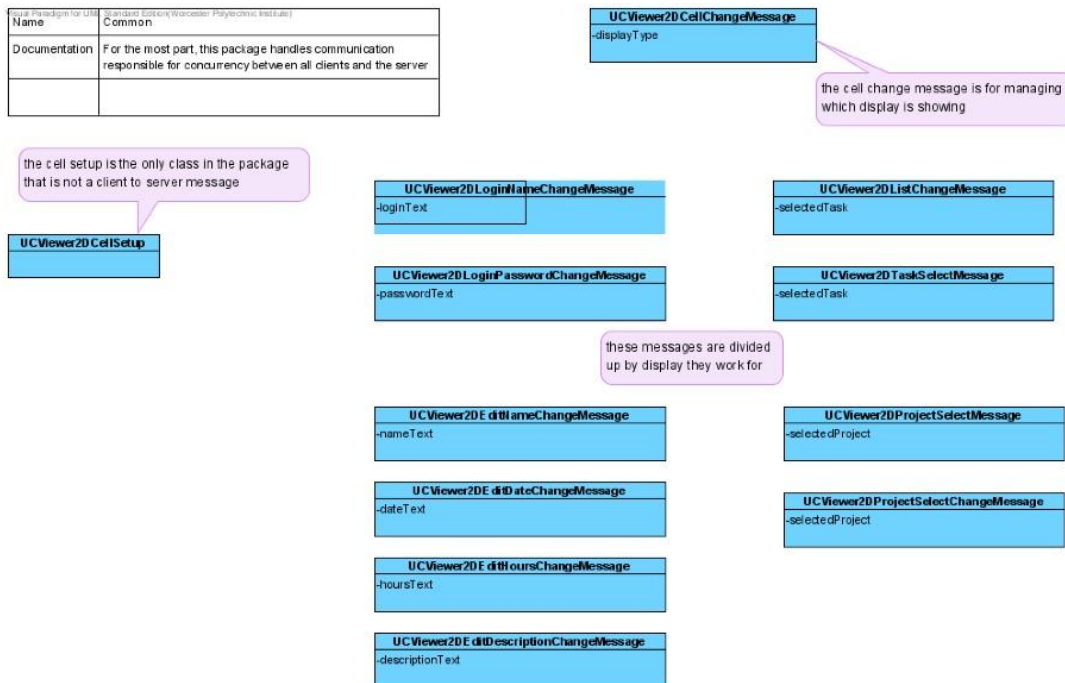 Visual Paradigm for UML Standard Edition(Worcester Polytechnic Institute)
Name Common
Documentation For the most part, this package handles communication
responsible for concurrency between all clients and the server
UCViewer2DCellChangeMessage
-displayType
the cell change message is for managing
which display is showing
the cell setup is the only class in the package
that is not a client to server message
UCViewer2DCellSetup
UCViewer2DLoginNameChangeMessage
-loginText
UCViewer2DListChangeMessage
-selectedTask
UCViewer2DLoginPasswordChangeMessage
-passwordText
UCViewer2DTaskSelectMessage
-selectedTask
these messages are divided
up by display they work for
UCViewer2DEditNameChangeMessage
-nameText
UCViewer2DProjectSelectMessage
-selectedProject
UCViewer2DEditDateChangeMessage
-dateText
UCViewer2DProjectSelectChangeMessage
-selectedProject
UCViewer2DEditHoursChangeMessage
-hoursText
UCViewer2DEditDescriptionChangeMessage
-descriptionText